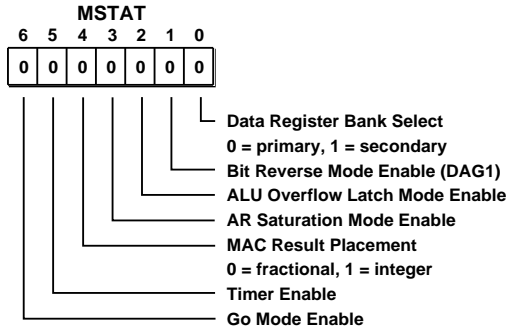 MSTAT
6 5 4 3 2 1 0
0 0 0 0 0 0 0
Data Register Bank Select
0 = primary, 1 = secondary
Bit Reverse Mode Enable (DAG1)
ALU Overflow Latch Mode Enable
AR Saturation Mode Enable
MAC Result Placement
0 = fractional, 1 = integer
Timer Enable
Go Mode Enable